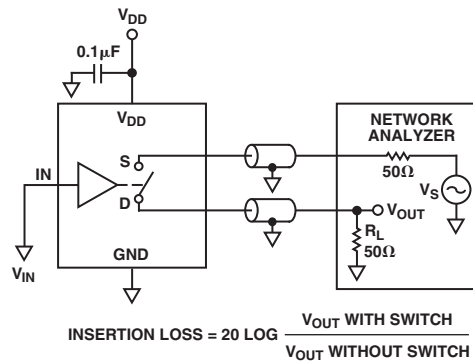 VDD
0.1µF
VDD
IN
S
D
VIN
GND
NETWORK
ANALYZER
50Ω
VS
VOUT
RL
50Ω
INSERTION LOSS = 20 LOG VOUT WITH SWITCH
VOUT WITHOUT SWITCH